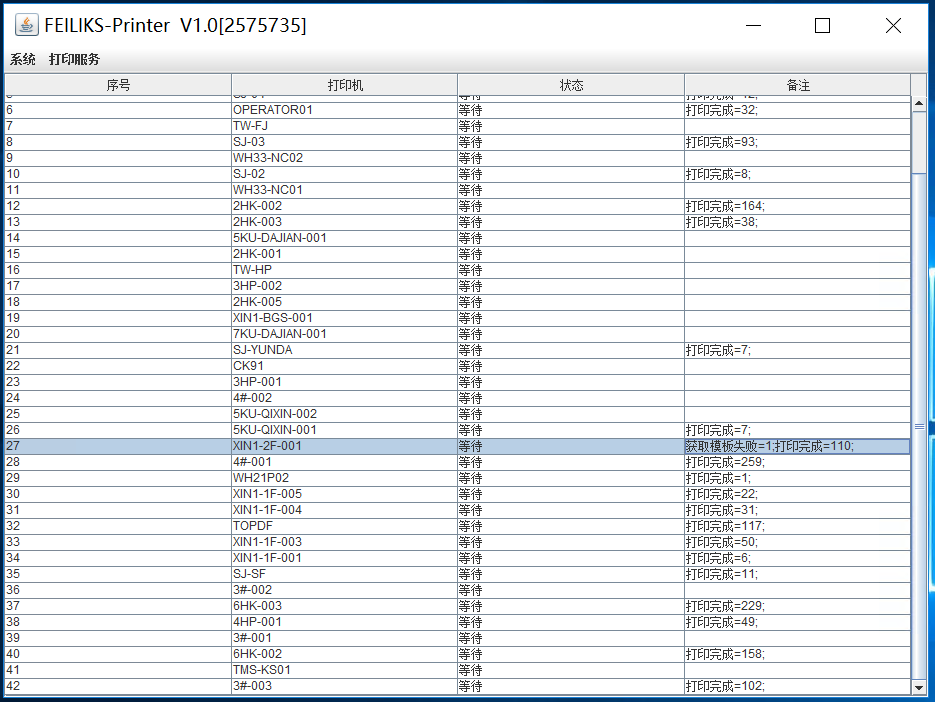 FEILIKS-Printer V1.0[2575735]
系统 打印服务
序号 打印机 状态 备注
6 OPERATOR01 等待 打印完成=32;
7 TW-FJ 等待
8 SJ-03 等待 打印完成=93;
9 WH33-NC02 等待
10 SJ-02 等待 打印完成=8;
11 WH33-NC01 等待
12 2HK-002 等待 打印完成=164;
13 2HK-003 等待 打印完成=38;
14 5KU-DAJIAN-001 等待
15 2HK-001 等待
16 TW-HP 等待
17 3HP-002 等待
18 2HK-005 等待
19 XIN1-BGS-001 等待
20 7KU-DAJIAN-001 等待
21 SJ-YUNDA 等待 打印完成=7;
22 CK91 等待
23 3HP-001 等待
24 4#-002 等待
25 5KU-QIXIN-002 等待
26 5KU-QIXIN-001 等待 打印完成=7;
27 XIN1-2F-001 等待 获取模板失败=1;打印完成=110;
28 4#-001 等待 打印完成=259;
29 WH21P02 等待 打印完成=1;
30 XIN1-1F-005 等待 打印完成=22;
31 XIN1-1F-004 等待 打印完成=31;
32 TOPDF 等待 打印完成=117;
33 XIN1-1F-003 等待 打印完成=50;
34 XIN1-1F-001 等待 打印完成=6;
35 SJ-SF 等待 打印完成=11;
36 3#-002 等待
37 6HK-003 等待 打印完成=229;
38 4HP-001 等待 打印完成=49;
39 3#-001 等待
40 6HK-002 等待 打印完成=158;
41 TMS-KS01 等待
42 3#-003 等待 打印完成=102;